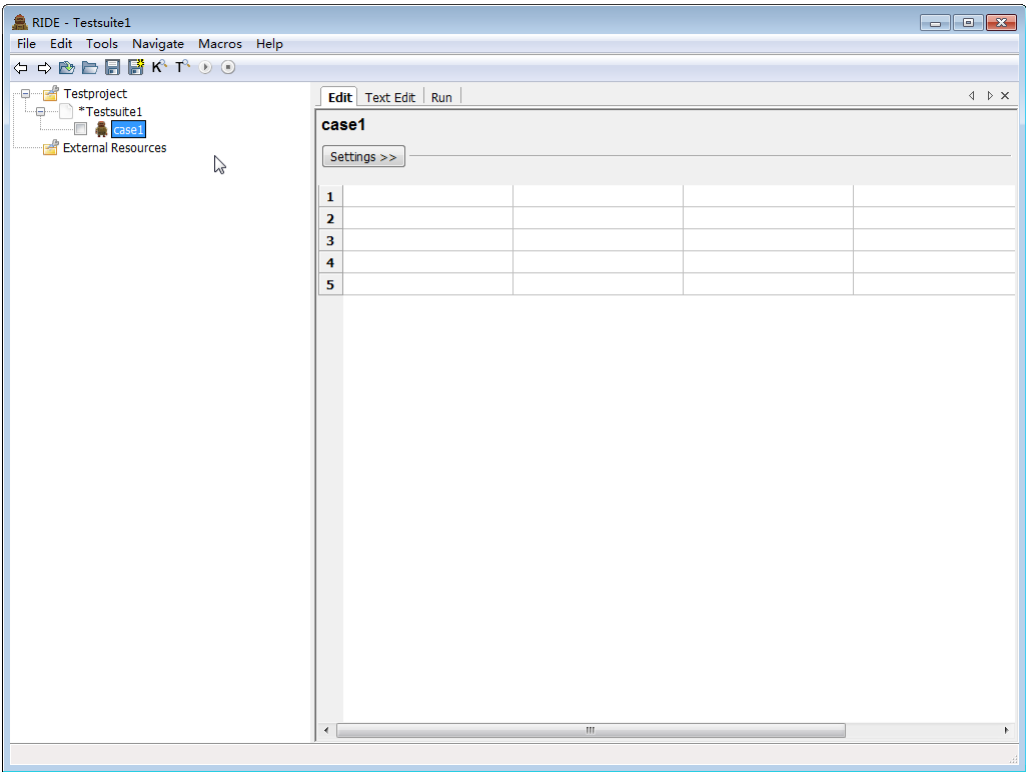 RIDE - Testsuite1
File Edit Tools Navigate Macros Help
K T
Testproject
*Testsuite1
case1
External Resources
Edit Text Edit Run
case1
Settings >>
1
2
3
4
5